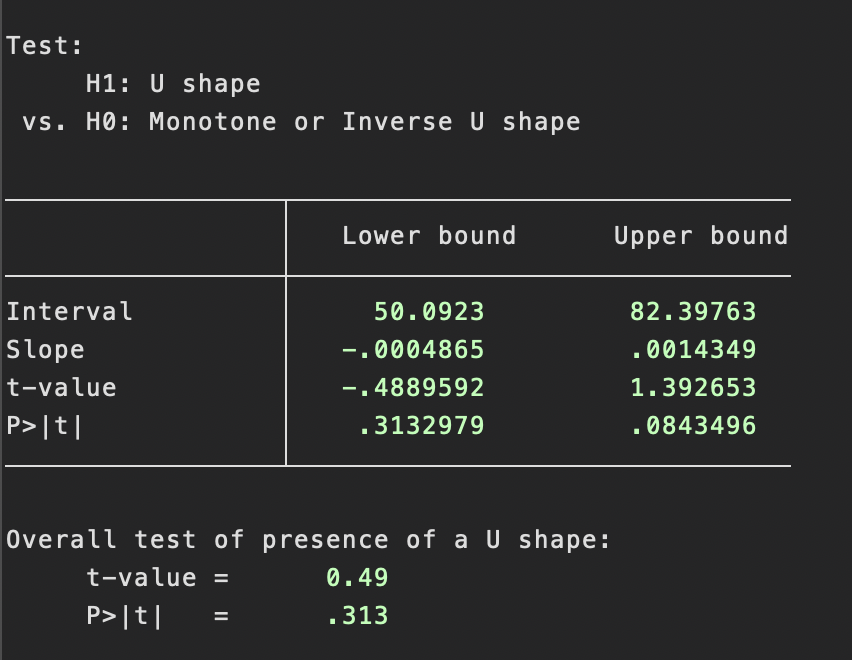 Test:
H1: U shape
vs. H0: Monotone or Inverse U shape
Lower bound Upper bound
Interval 50.0923 82.39763
Slope -.0004865 .0014349
t-value -.4889592 1.392653
P>|t| .3132979 .0843496
Overall test of presence of a U shape:
t-value = 0.49
P>|t| = .313